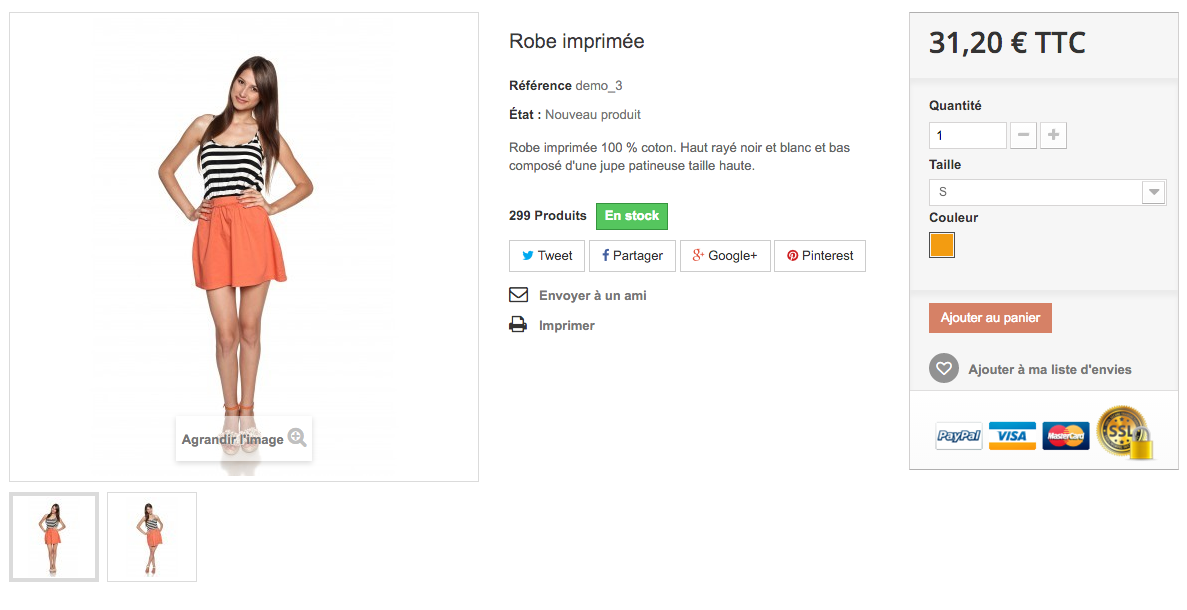 Robe imprimée
Référence demo_3
État : Nouveau produit
Robe imprimée 100 % coton. Haut rayé noir et blanc et bas
composé d'une jupe patineuse taille haute.
299 Produits En stock
Tweet Partager Google+ Pinterest
Envoyer à un ami
Imprimer
Agrandir l'image
31,20 € TTC
Quantité
1
Taille
S
Couleur
Ajouter au panier
Ajouter à ma liste d'envies
PayPal VISA MasterCard SSL